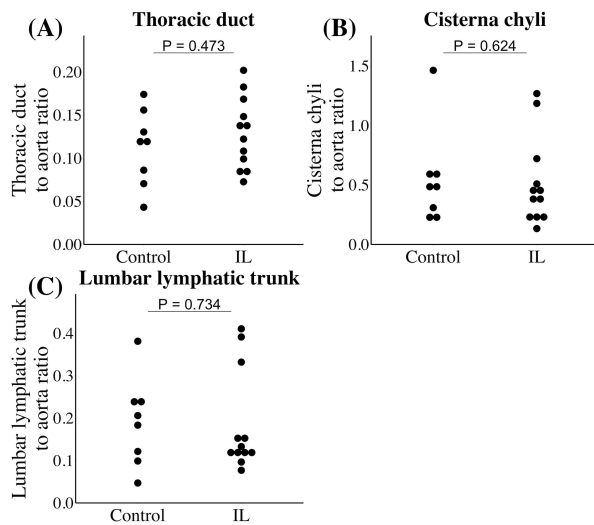 (A)
Thoracic duct
P = 0.473
Thoracic duct
to aorta ratio
0.20
0.15
0.10
0.05
0.00
Control IL
(B)
Cisterna chyli
P = 0.624
Cisterna chyli
to aorta ratio
1.5
1.0
0.5
0.0
Control IL
(C)
Lumbar lymphatic trunk
P = 0.734
Lumbar lymphatic trunk
to aorta ratio
0.4
0.3
0.2
0.1
0.0
Control IL